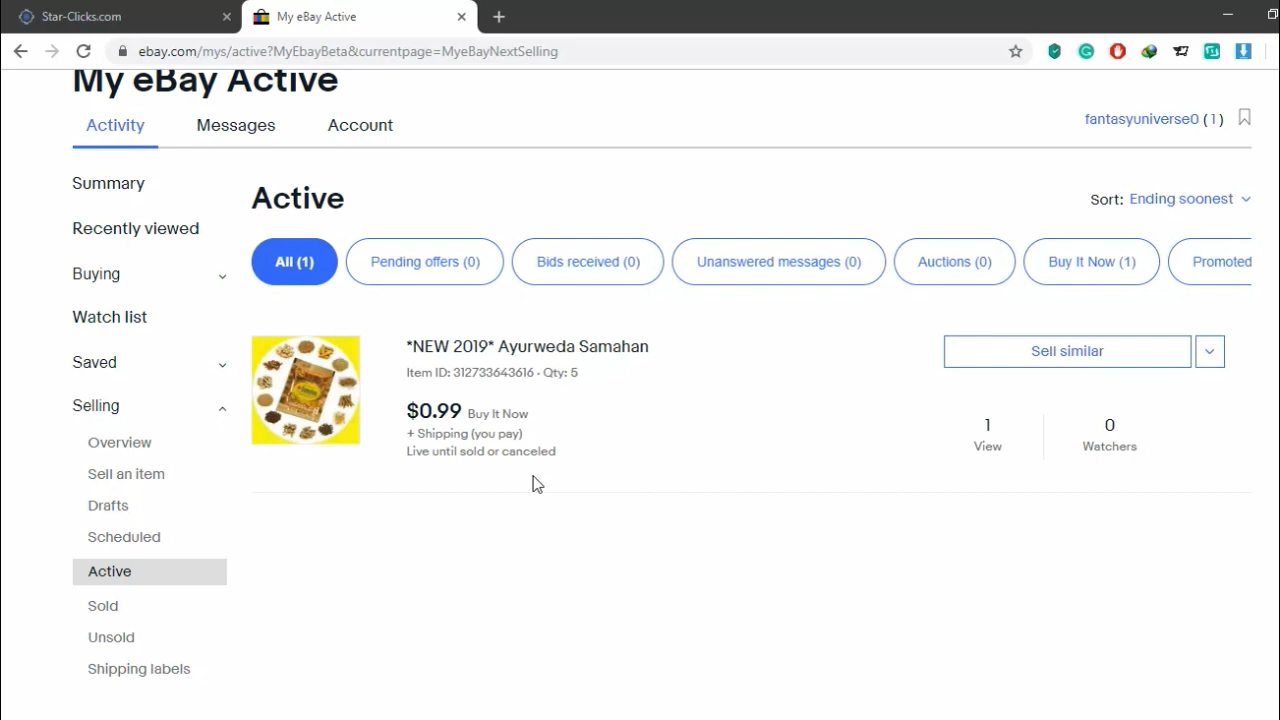 Star-Clicks.com
My eBay Active
ebay.com/mys/active?MyEbayBeta&currentpage=MyeBayNextSelling
My eBay Active
Activity
Messages
Account
fantasyuniverse0 (1)
Summary
Recently viewed
Buying
Watch list
Saved
Selling
Overview
Sell an item
Drafts
Scheduled
Active
Sold
Unsold
Shipping labels
Active
Sort: Ending soonest
All (1)
Pending offers (0)
Bids received (0)
Unanswered messages (0)
Auctions (0)
Buy It Now (1)
Promoted
*NEW 2019* Ayurveda Samahan
Item ID: 312733643616 · Qty: 5
$0.99 Buy It Now
+ Shipping (you pay)
Live until sold or canceled
Sell similar
1
View
0
Watchers